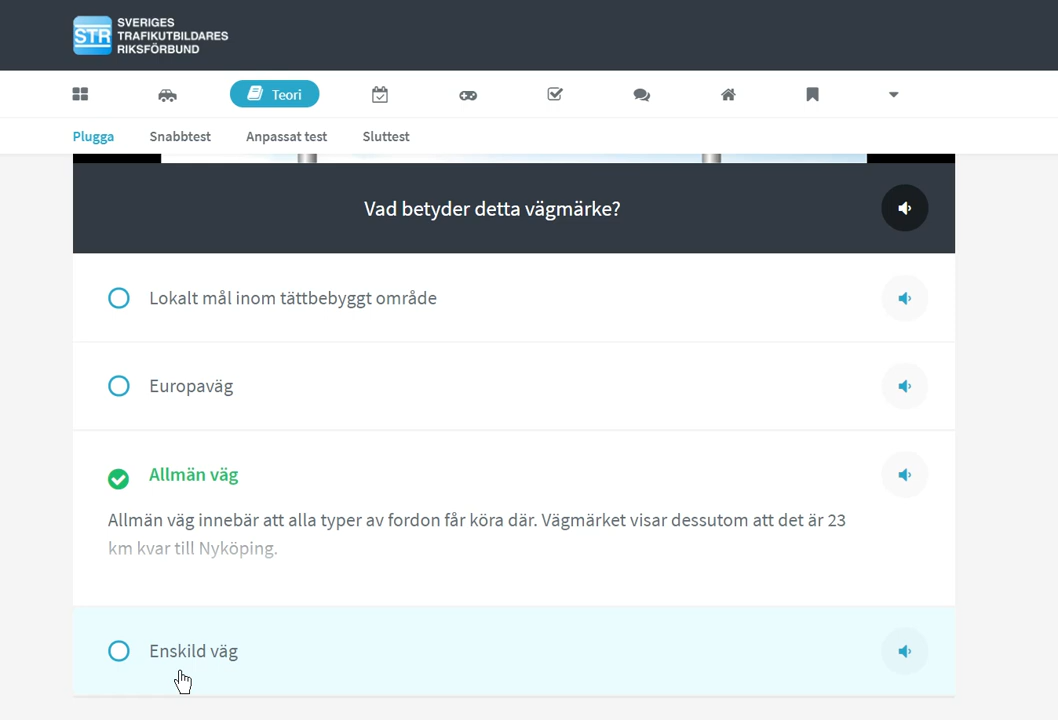 STR
SVERIGES
TRAFIKUTBILDARES
RIKSFÖRBUND
Teori
Plugga Snabbtest Anpassat test Sluttest
Vad betyder detta vägmärke?
Lokalt mål inom tättbebyggt område
Europaväg
Allmän väg
Allmän väg innebär att alla typer av fordon får köra där. Vägmärket visar dessutom att det är 23
km kvar till Nyköping.
Enskild väg